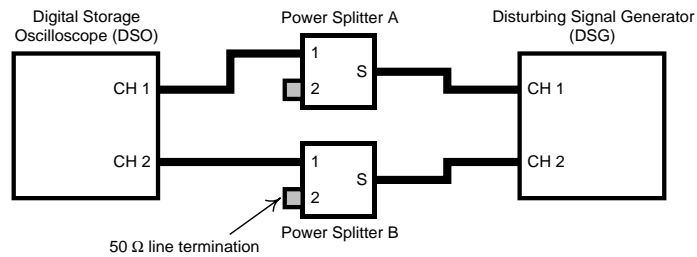 Digital Storage
Oscilloscope (DSO)
Power Splitter A
Disturbing Signal Generator
(DSG)
1
S
2
CH 1
CH 1
CH 2
CH 2
1
S
2
50 Ω line termination
Power Splitter B